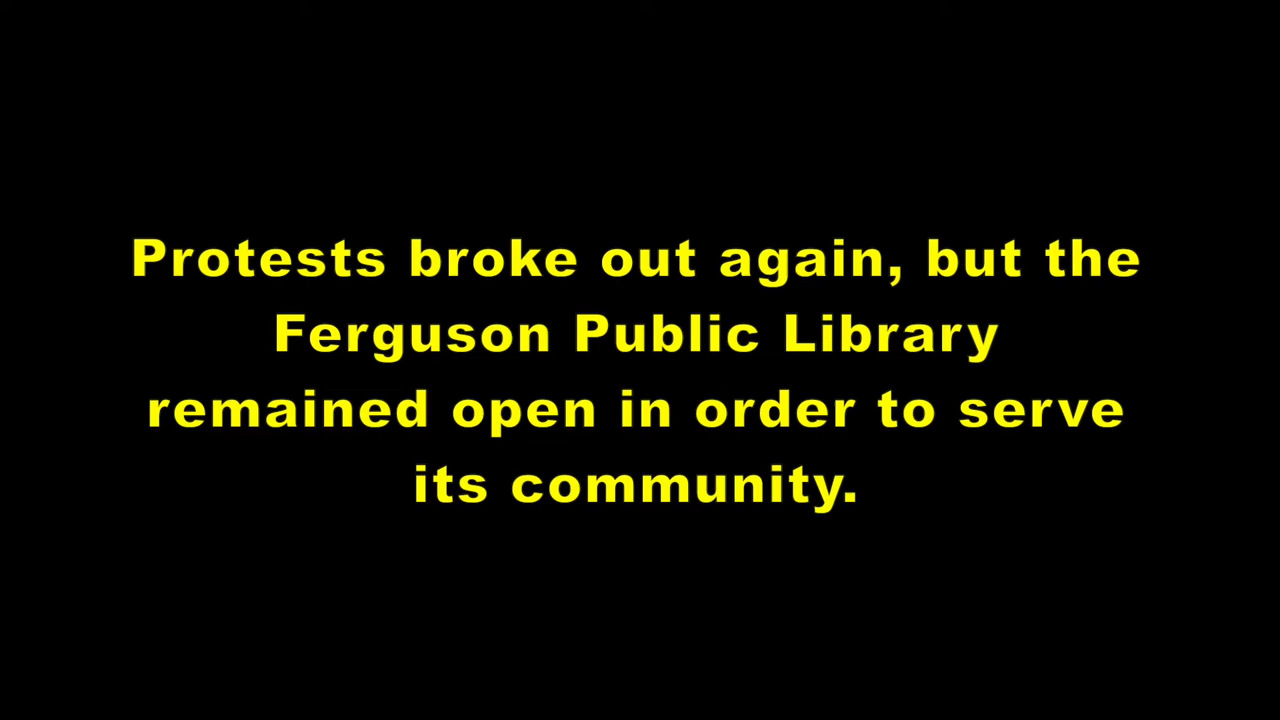 Protests broke out again, but the
Ferguson Public Library
remained open in order to serve
its community.